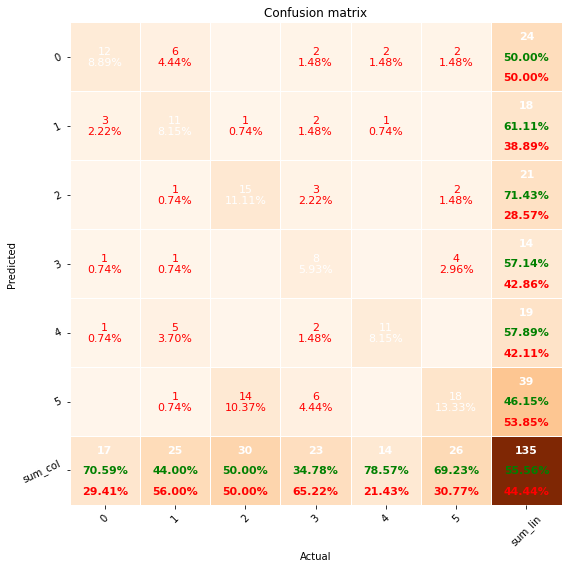 Confusion matrix
0 12 6 2 2 2 24
8.89% 4.44% 1.48% 1.48% 1.48% 50.00%
50.00%
1 3 11 1 2 1 18
2.22% 8.15% 0.74% 1.48% 0.74% 61.11%
38.89%
2 1 15 3 2 21
0.74% 11.11% 2.22% 1.48% 71.43%
28.57%
3 1 1 8 4 14
0.74% 0.74% 5.93% 2.96% 57.14%
42.86%
4 1 5 2 11 19
0.74% 3.70% 1.48% 8.15% 57.89%
42.11%
5 1 14 6 18 39
0.74% 10.37% 4.44% 13.33% 46.15%
53.85%
sum_col 17 25 30 23 14 26 135
70.59% 44.00% 50.00% 34.78% 78.57% 69.23% 55.56%
29.41% 56.00% 50.00% 65.22% 21.43% 30.77% 44.44%
0 1 2 3 4 5 sum_lin
Actual
Predicted